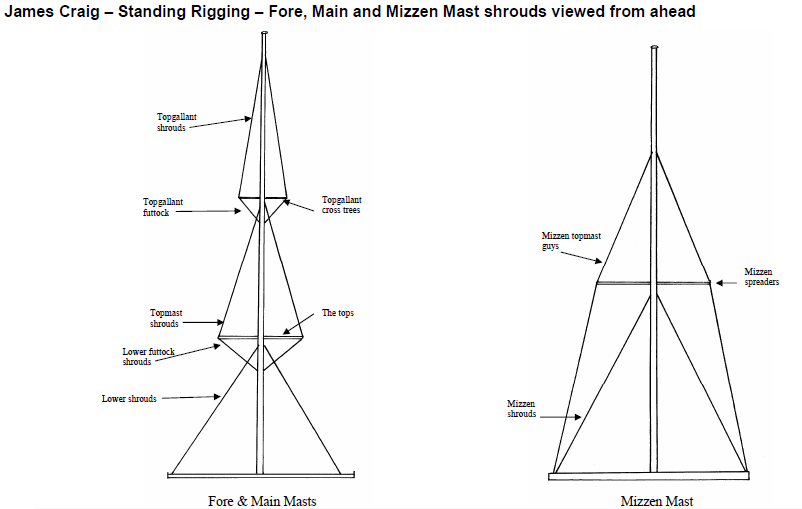 James Craig – Standing Rigging – Fore, Main and Mizzen Mast shrouds viewed from ahead
Topgallant
shrouds
Topgallant
futtock
Topgallant
cross trees
Topmast
shrouds
The tops
Lower futtock
shrouds
Lower shrouds
Fore & Main Masts
Mizzen topmast
guys
Mizzen
spreaders
Mizzen
shrouds
Mizzen Mast